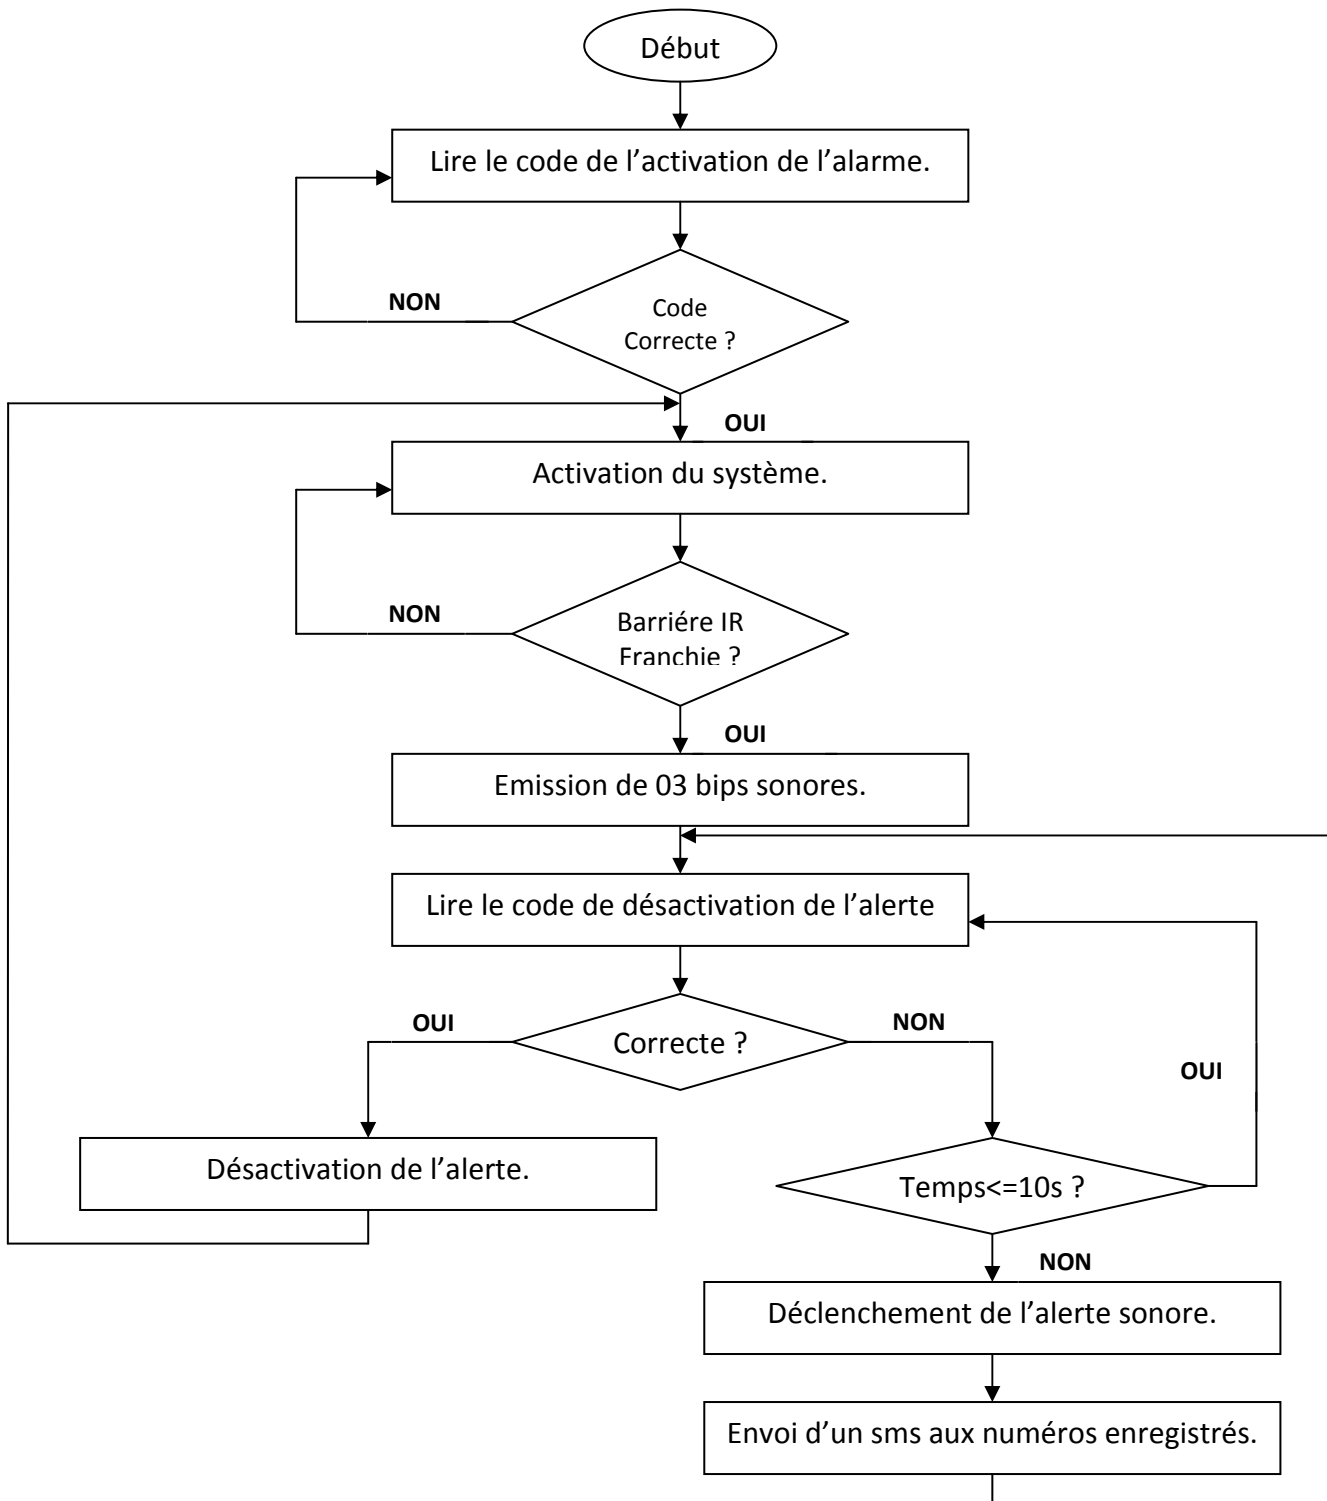 Début
Lire le code de l’activation de l’alarme.
NON
Code
Correcte ?
OUI
Activation du système.
NON
Barriére IR
Franchie ?
OUI
Emission de 03 bips sonores.
Lire le code de désactivation de l’alerte
OUI
Correcte ?
NON
OUI
Désactivation de l’alerte.
Temps<=10s ?
NON
Déclenchement de l’alerte sonore.
Envoi d’un sms aux numéros enregistrés.